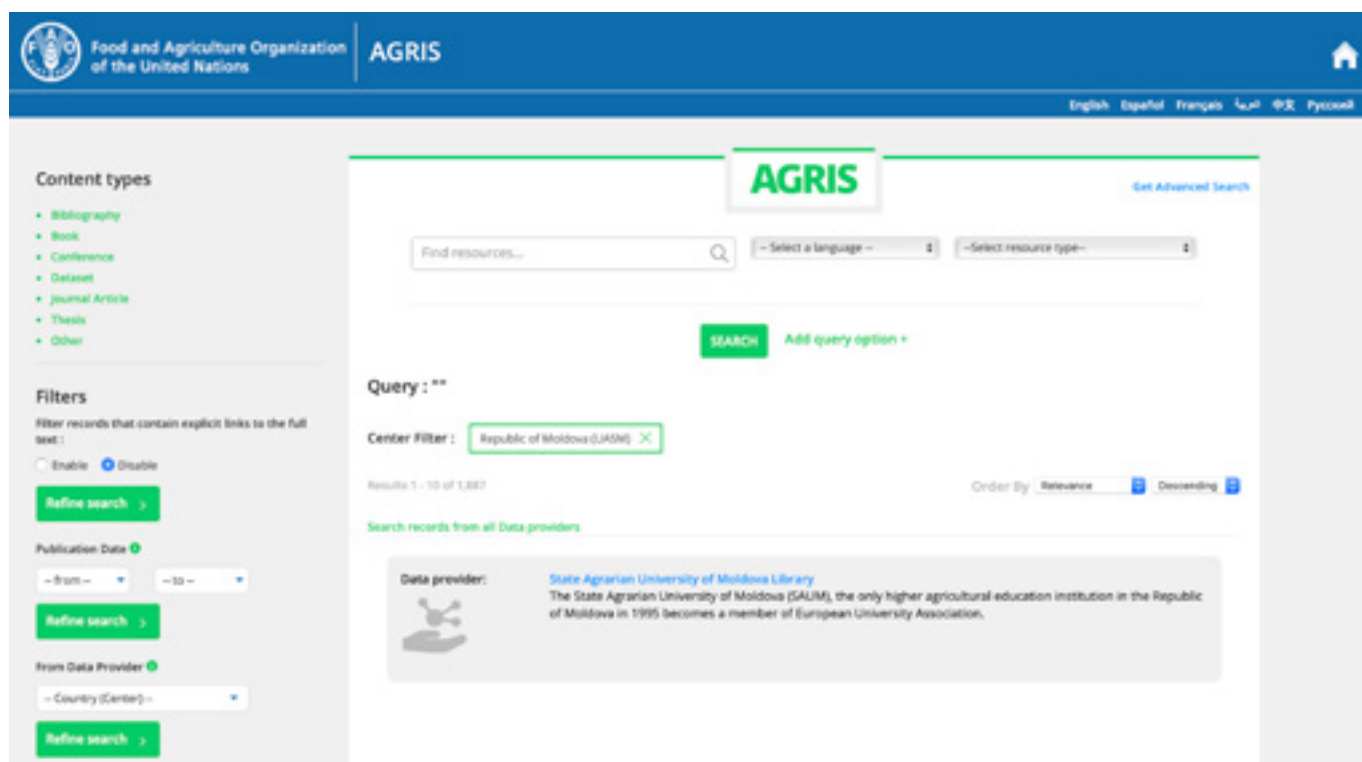 Food and Agriculture Organization
of the United Nations
AGRIS
English Español Français العربية 中文 Русский
Content types
Bibliography
Book
Conference
Dataset
Journal Article
Thesis
Other
Filters
Filter records that contain explicit links to the full
text :
Enable Disable
Refine search >
Publication Date
-- from -- -- to --
Refine search >
From Data Provider
-- Country (Center) --
Refine search >
AGRIS
Get Advanced Search
Find resources...
-- Select a language --
--Select resource type--
SEARCH
Add query option +
Query : ""
Center Filter : Republic of Moldova (UASM) ×
Results 1 - 10 of 1,887
Order By Relevance Descending
Search records from all Data providers
Data provider:
State Agrarian University of Moldova Library
The State Agrarian University of Moldova (SAUM), the only higher agricultural education institution in the Republic
of Moldova in 1995 becomes a member of European University Association.